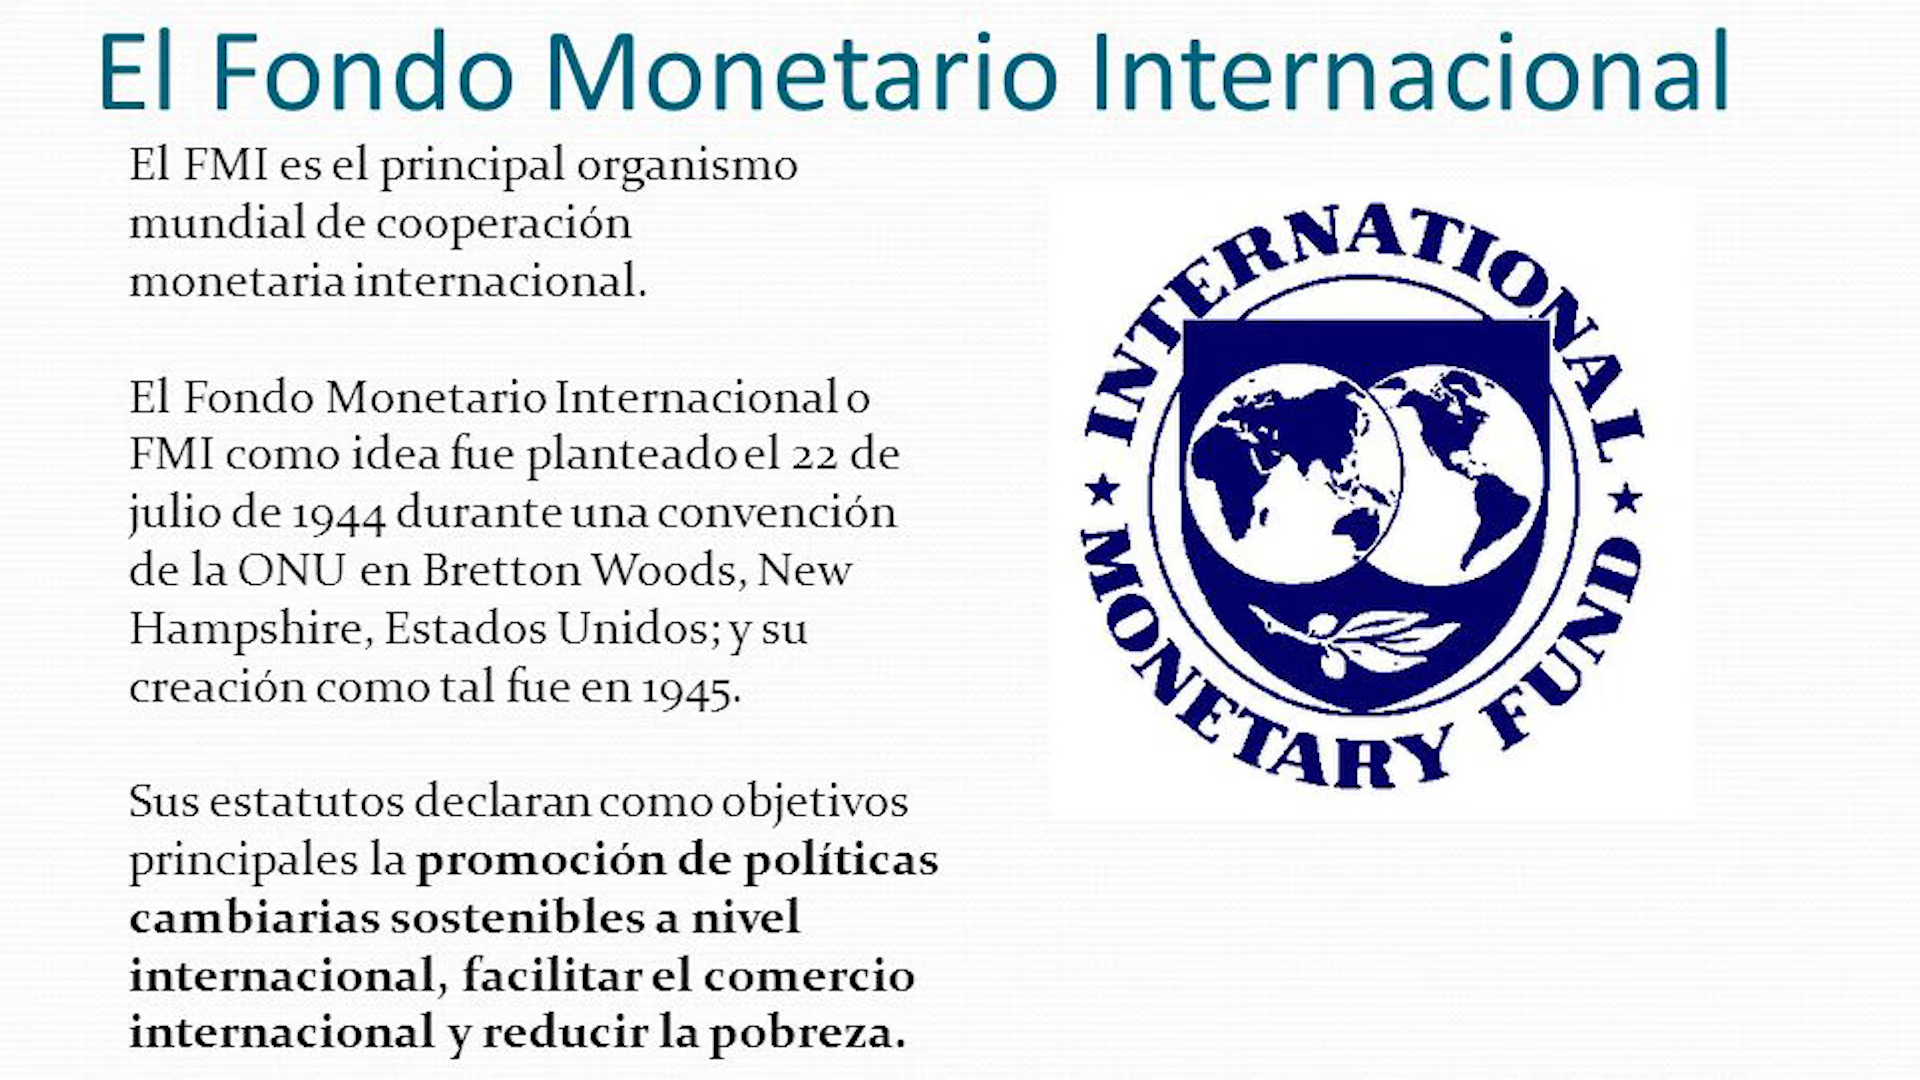 El Fondo Monetario Internacional
El FMI es el principal organismo
mundial de cooperación
monetaria internacional.
El Fondo Monetario Internacional o
FMI como idea fue planteado el 22 de
julio de 1944 durante una convención
de la ONU en Bretton Woods, New
Hampshire, Estados Unidos; y su
creación como tal fue en 1945.
Sus estatutos declaran como objetivos
principales la promoción de políticas
cambiarias sostenibles a nivel
internacional, facilitar el comercio
internacional y reducir la pobreza.
INTERNATIONAL
MONETARY FUND